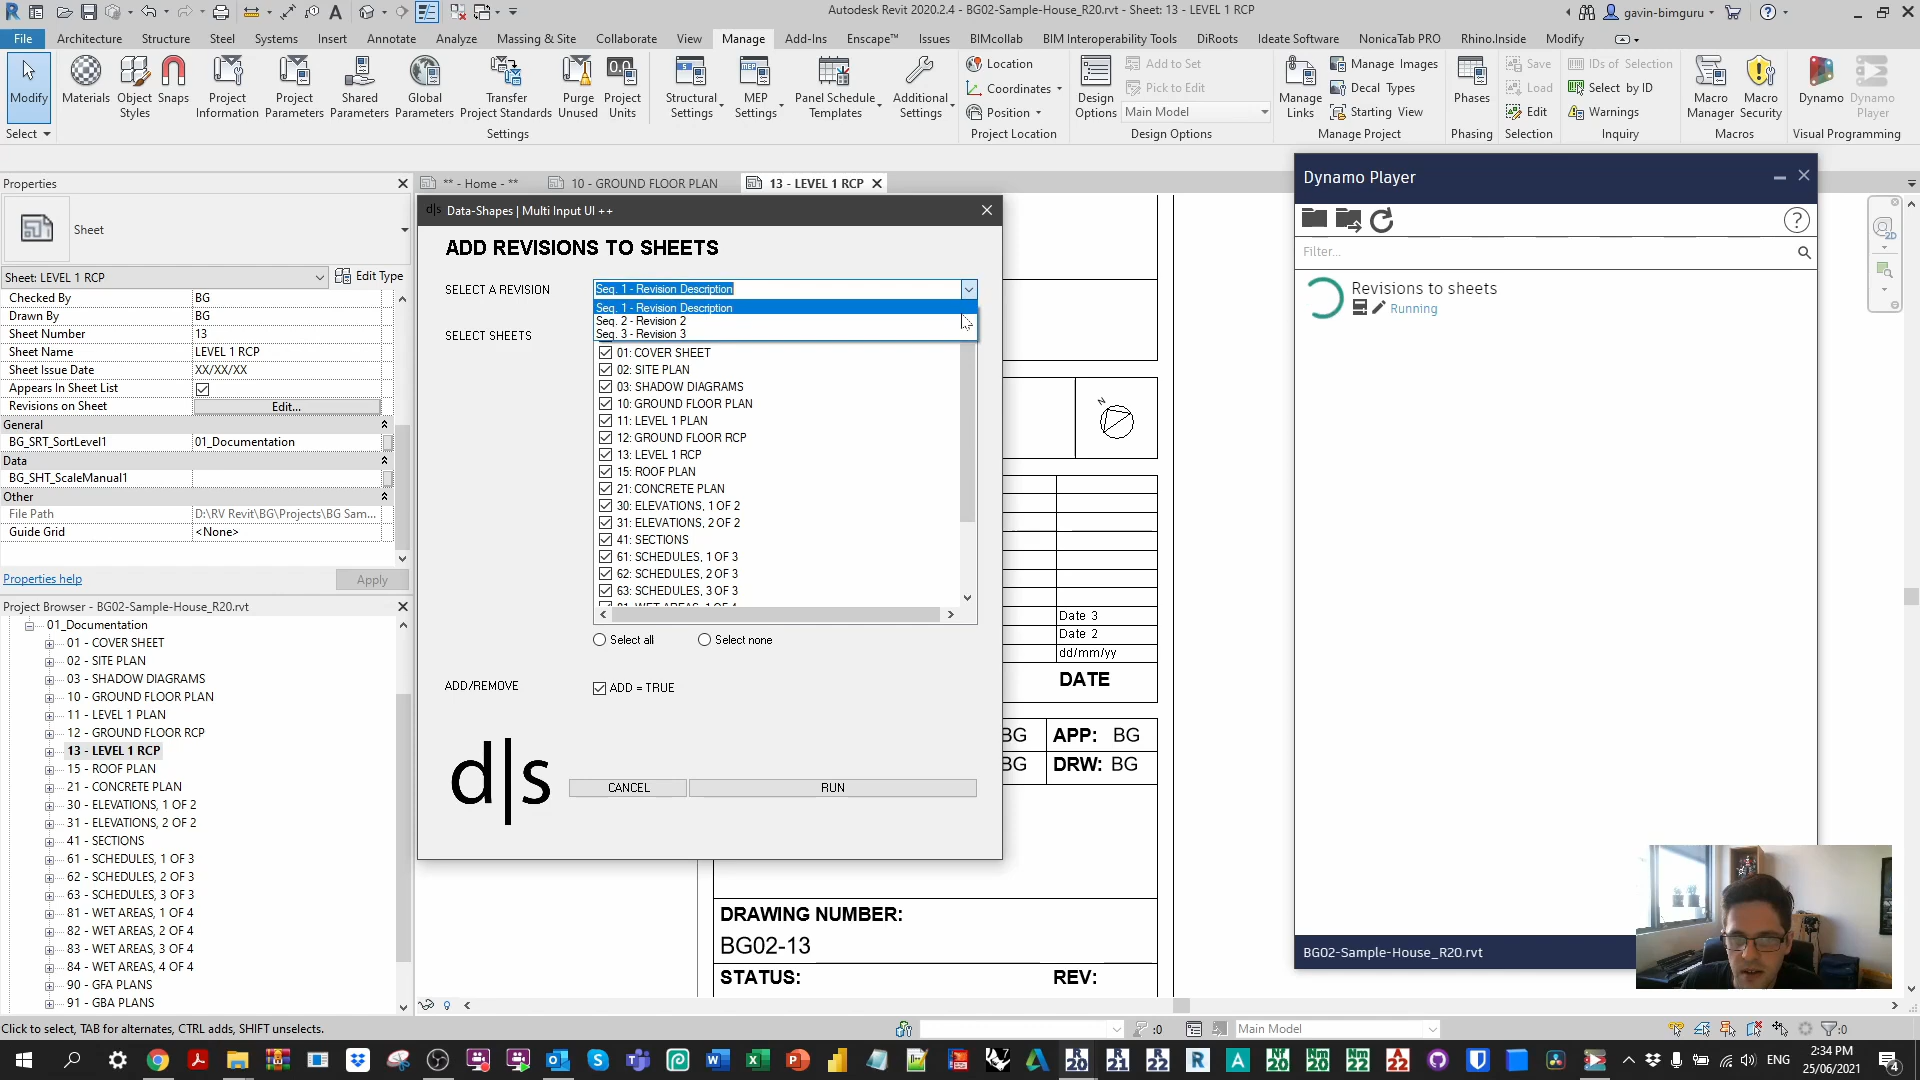 Autodesk Revit 2020.2.4 - BG02-Sample-House_R20.rvt - Sheet: 13 - LEVEL 1 RCP
gavin-bimguru
File Architecture Structure Steel Systems Insert Annotate Analyze Massing & Site Collaborate View Manage Add-Ins Enscape™ Issues BIMcollab BIM Interoperability Tools DiRoots Ideate Software NonicaTab PRO Rhino.Inside Modify
Modify
Materials
Object Styles
Snaps
Project Information
Project Parameters
Shared Parameters
Global Parameters
Transfer Project Standards
Purge Unused
Project Units
Structural Settings
MEP Settings
Panel Schedule Templates
Additional Settings
Location
Coordinates
Position
Design Options
Add to Set
Pick to Edit
Main Model
Manage Links
Manage Images
Decal Types
Starting View
Phases
Save
Load
Edit
IDs of Selection
Select by ID
Warnings
Macro Manager
Macro Security
Dynamo
Dynamo Player
Select Settings Project Location Design Options Manage Project Phasing Selection Inquiry Macros Visual Programming
Properties
Sheet
Sheet: LEVEL 1 RCP Edit Type
Checked By BG
Drawn By BG
Sheet Number 13
Sheet Name LEVEL 1 RCP
Sheet Issue Date XX/XX/XX
Appears In Sheet List
Revisions on Sheet Edit...
General
BG_SRT_SortLevel1 01_Documentation
Data
BG_SHT_ScaleManual1
Other
File Path D:\RV Revit\BG\Projects\BG Sam...
Guide Grid <None>
Properties help Apply
Project Browser - BG02-Sample-House_R20.rvt
01_Documentation
01 - COVER SHEET
02 - SITE PLAN
03 - SHADOW DIAGRAMS
10 - GROUND FLOOR PLAN
11 - LEVEL 1 PLAN
12 - GROUND FLOOR RCP
13 - LEVEL 1 RCP
15 - ROOF PLAN
21 - CONCRETE PLAN
30 - ELEVATIONS, 1 OF 2
31 - ELEVATIONS, 2 OF 2
41 - SECTIONS
61 - SCHEDULES, 1 OF 3
62 - SCHEDULES, 2 OF 3
63 - SCHEDULES, 3 OF 3
81 - WET AREAS, 1 OF 4
82 - WET AREAS, 2 OF 4
83 - WET AREAS, 3 OF 4
84 - WET AREAS, 4 OF 4
90 - GFA PLANS
91 - GBA PLANS
** - Home - ** 10 - GROUND FLOOR PLAN 13 - LEVEL 1 RCP
d|s Data-Shapes | Multi Input UI ++
ADD REVISIONS TO SHEETS
SELECT A REVISION
Seq. 1 - Revision Description
Seq. 1 - Revision Description
Seq. 2 - Revision 2
Seq. 3 - Revision 3
SELECT SHEETS
01: COVER SHEET
02: SITE PLAN
03: SHADOW DIAGRAMS
10: GROUND FLOOR PLAN
11: LEVEL 1 PLAN
12: GROUND FLOOR RCP
13: LEVEL 1 RCP
15: ROOF PLAN
21: CONCRETE PLAN
30: ELEVATIONS, 1 OF 2
31: ELEVATIONS, 2 OF 2
41: SECTIONS
61: SCHEDULES, 1 OF 3
62: SCHEDULES, 2 OF 3
63: SCHEDULES, 3 OF 3
81: WET AREAS, 1 OF 4
Select all Select none
ADD/REMOVE ADD = TRUE
d|s
CANCEL RUN
N
Date 3
Date 2
dd/mm/yy
DATE
BG APP: BG
BG DRW: BG
DRAWING NUMBER:
BG02-13
STATUS: REV:
Dynamo Player
Filter...
Revisions to sheets
Running
BG02-Sample-House_R20.rvt
2D
Click to select, TAB for alternates, CTRL adds, SHIFT unselects.
:0
Main Model
:0
ENG
2:34 PM
25/06/2021
4